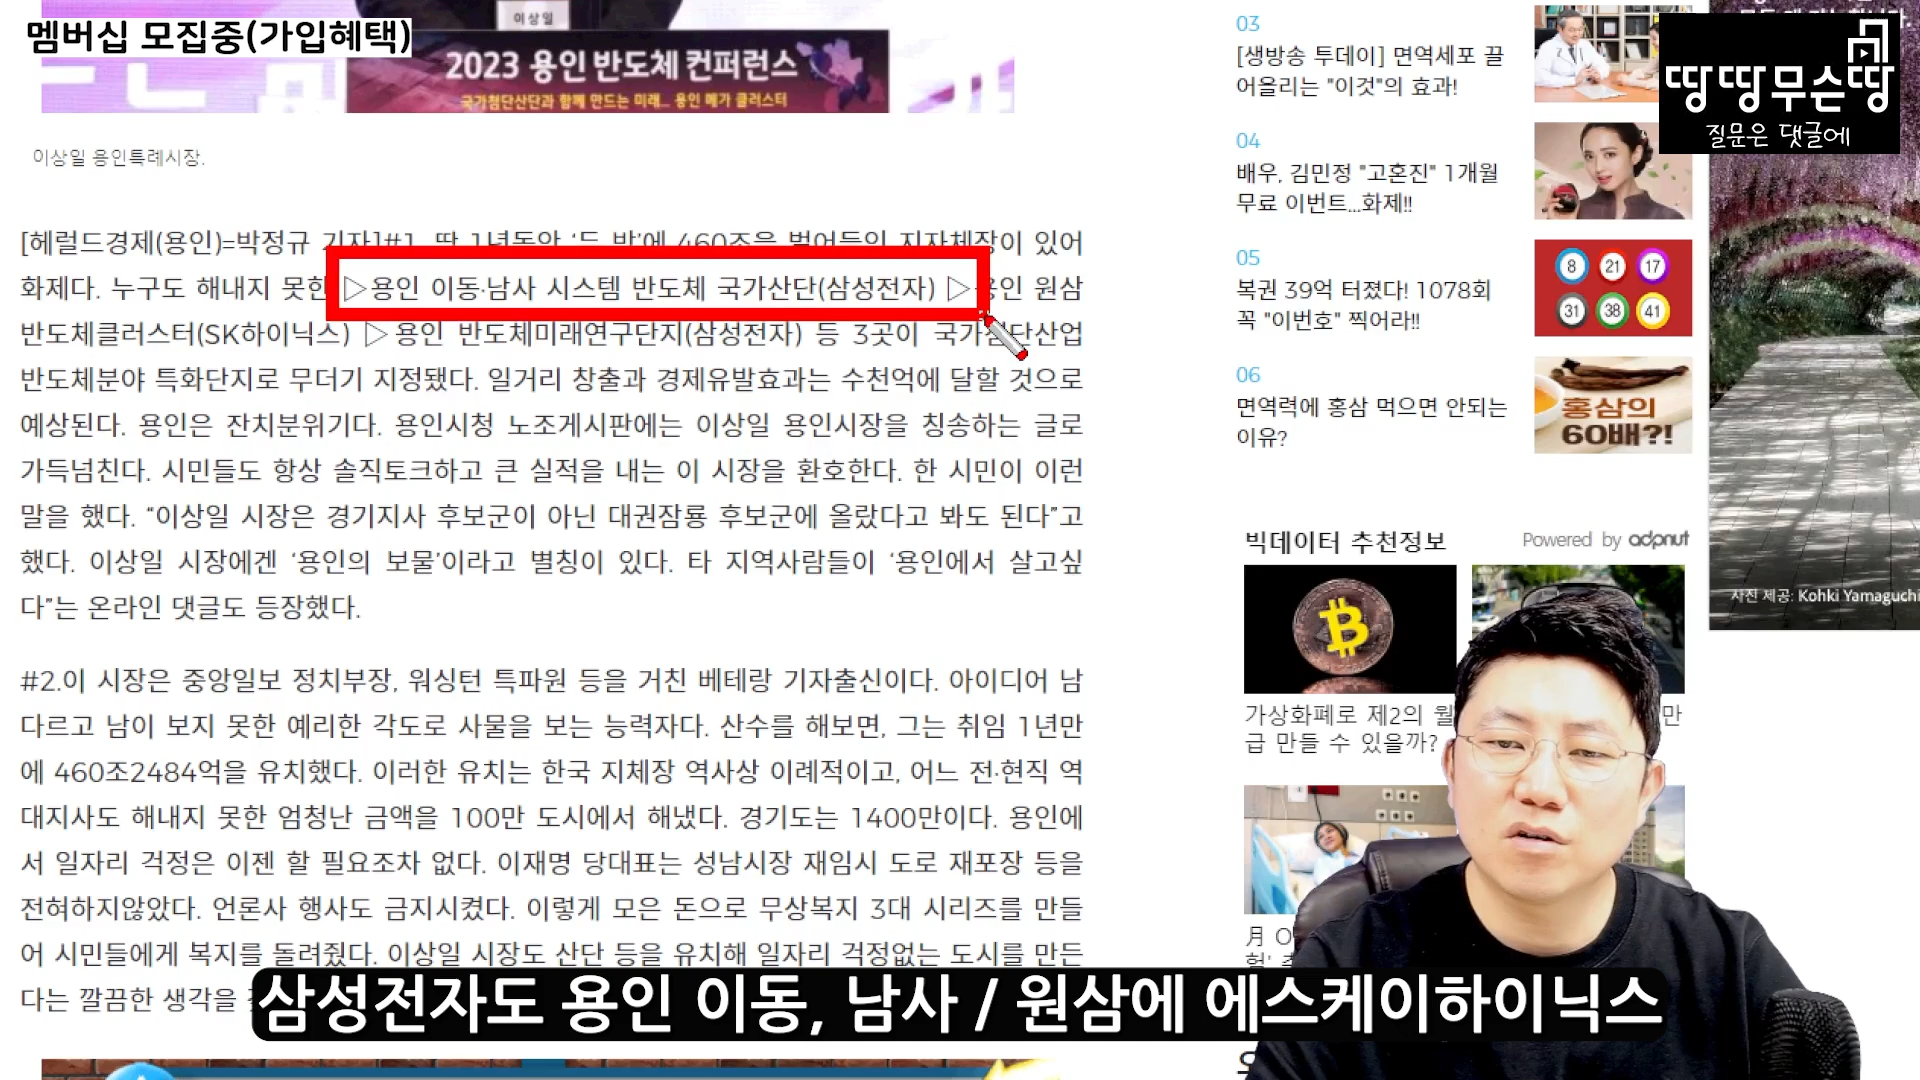 멤버십 모집중(가입혜택)
이상일
2023 용인 반도체 컨퍼런스
국가첨단산단과 함께 만드는 미래... 용인 메가 클러스터
이상일 용인특례시장.
[헤럴드경제(용인)=박정규 기자]#1. 딱 1년동안 '두 방'에 460조을 벌어들인 지자체장이 있어
화제다. 누구도 해내지 못한 ▷용인 이동·남사 시스템 반도체 국가산단(삼성전자) ▷용인 원삼
반도체클러스터(SK하이닉스) ▷용인 반도체미래연구단지(삼성전자) 등 3곳이 국가첨단산업
반도체분야 특화단지로 무더기 지정됐다. 일거리 창출과 경제유발효과는 수천억에 달할 것으로
예상된다. 용인은 잔치분위기다. 용인시청 노조게시판에는 이상일 용인시장을 칭송하는 글로
가득넘친다. 시민들도 항상 솔직토크하고 큰 실적을 내는 이 시장을 환호한다. 한 시민이 이런
말을 했다. “이상일 시장은 경기지사 후보군이 아닌 대권잠룡 후보군에 올랐다고 봐도 된다”고
했다. 이상일 시장에겐 ‘용인의 보물’이라고 별칭이 있다. 타 지역사람들이 ‘용인에서 살고싶
다”는 온라인 댓글도 등장했다.
#2.이 시장은 중앙일보 정치부장, 워싱턴 특파원 등을 거친 베테랑 기자출신이다. 아이디어 남
다르고 남이 보지 못한 예리한 각도로 사물을 보는 능력자다. 산수를 해보면, 그는 취임 1년만
에 460조2484억을 유치했다. 이러한 유치는 한국 지체장 역사상 이례적이고, 어느 전·현직 역
대지사도 해내지 못한 엄청난 금액을 100만 도시에서 해냈다. 경기도는 1400만이다. 용인에
서 일자리 걱정은 이젠 할 필요조차 없다. 이재명 당대표는 성남시장 재임시 도로 재포장 등을
전혀하지않았다. 언론사 행사도 금지시켰다. 이렇게 모은 돈으로 무상복지 3대 시리즈를 만들
어 시민들에게 복지를 돌려줬다. 이상일 시장도 산단 등을 유치해 일자리 걱정없는 도시를 만든
다는 깔끔한 생각을
03
[생방송 투데이] 면역세포 끌
어올리는 "이것"의 효과!
04
배우, 김민정 "고혼진" 1개월
무료 이벤트...화제!!
05
복권 39억 터졌다! 1078회
꼭 "이번호" 찍어라!!
8 21 17
31 38 41
06
면역력에 홍삼 먹으면 안되는
이유?
홍삼의
60배?!
빅데이터 추천정보
Powered by adpnut
가상화폐로 제2의 월 만
급 만들 수 있을까?
月
땅땅무슨땅
질문은 댓글에
사진 제공: Kohki Yamaguchi
삼성전자도 용인 이동, 남사 / 원삼에 에스케이하이닉스